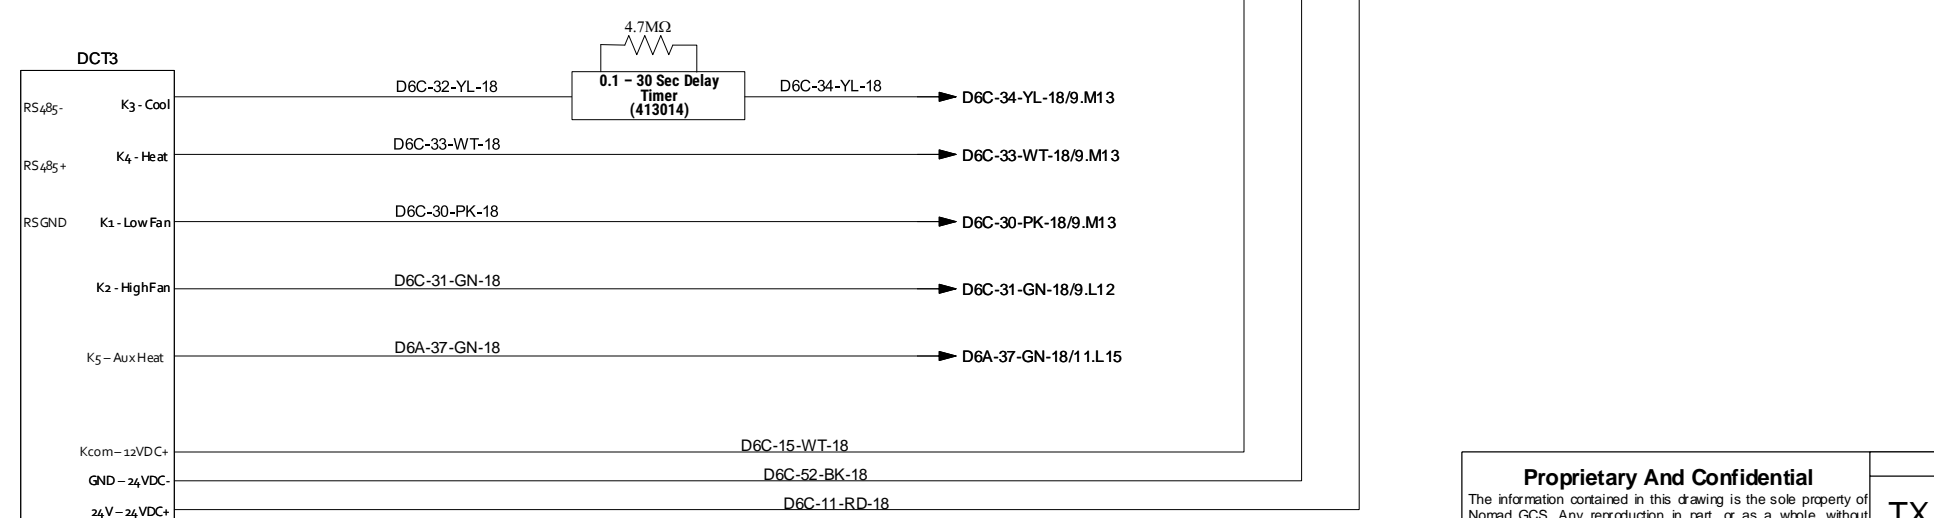 4.7MΩ
DCT3
D6C-32-YL-18
0.1 – 30 Sec Delay
Timer
(413014)
D6C-34-YL-18
D6C-34-YL-18/9.M13
RS485-
K3 - Cool
D6C-33-WT-18
D6C-33-WT-18/9.M13
RS485+
K4 - Heat
D6C-30-PK-18
D6C-30-PK-18/9.M13
RSGND
K1 - Low Fan
D6C-31-GN-18
D6C-31-GN-18/9.L12
K2 - High Fan
D6A-37-GN-18
D6A-37-GN-18/11.L15
K5 – Aux Heat
Kcom – 12VDC+
D6C-15-WT-18
GND – 24VDC-
D6C-52-BK-18
24V – 24VDC+
D6C-11-RD-18
Proprietary And Confidential
The information contained in this drawing is the sole property of
Nomad GCS. Any reproduction in part, or as a whole, without
TX